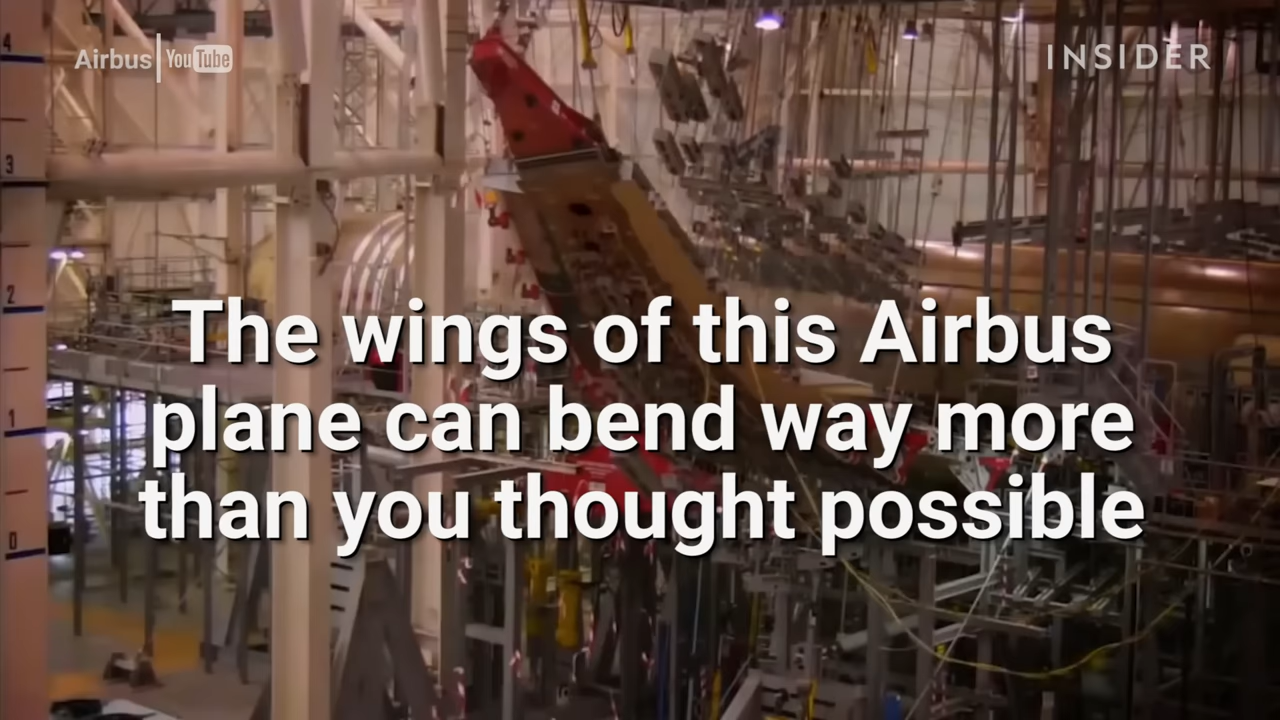 4
Airbus | YouTube
INSIDER
3
2
The wings of this Airbus
plane can bend way more
1
than you thought possible
0